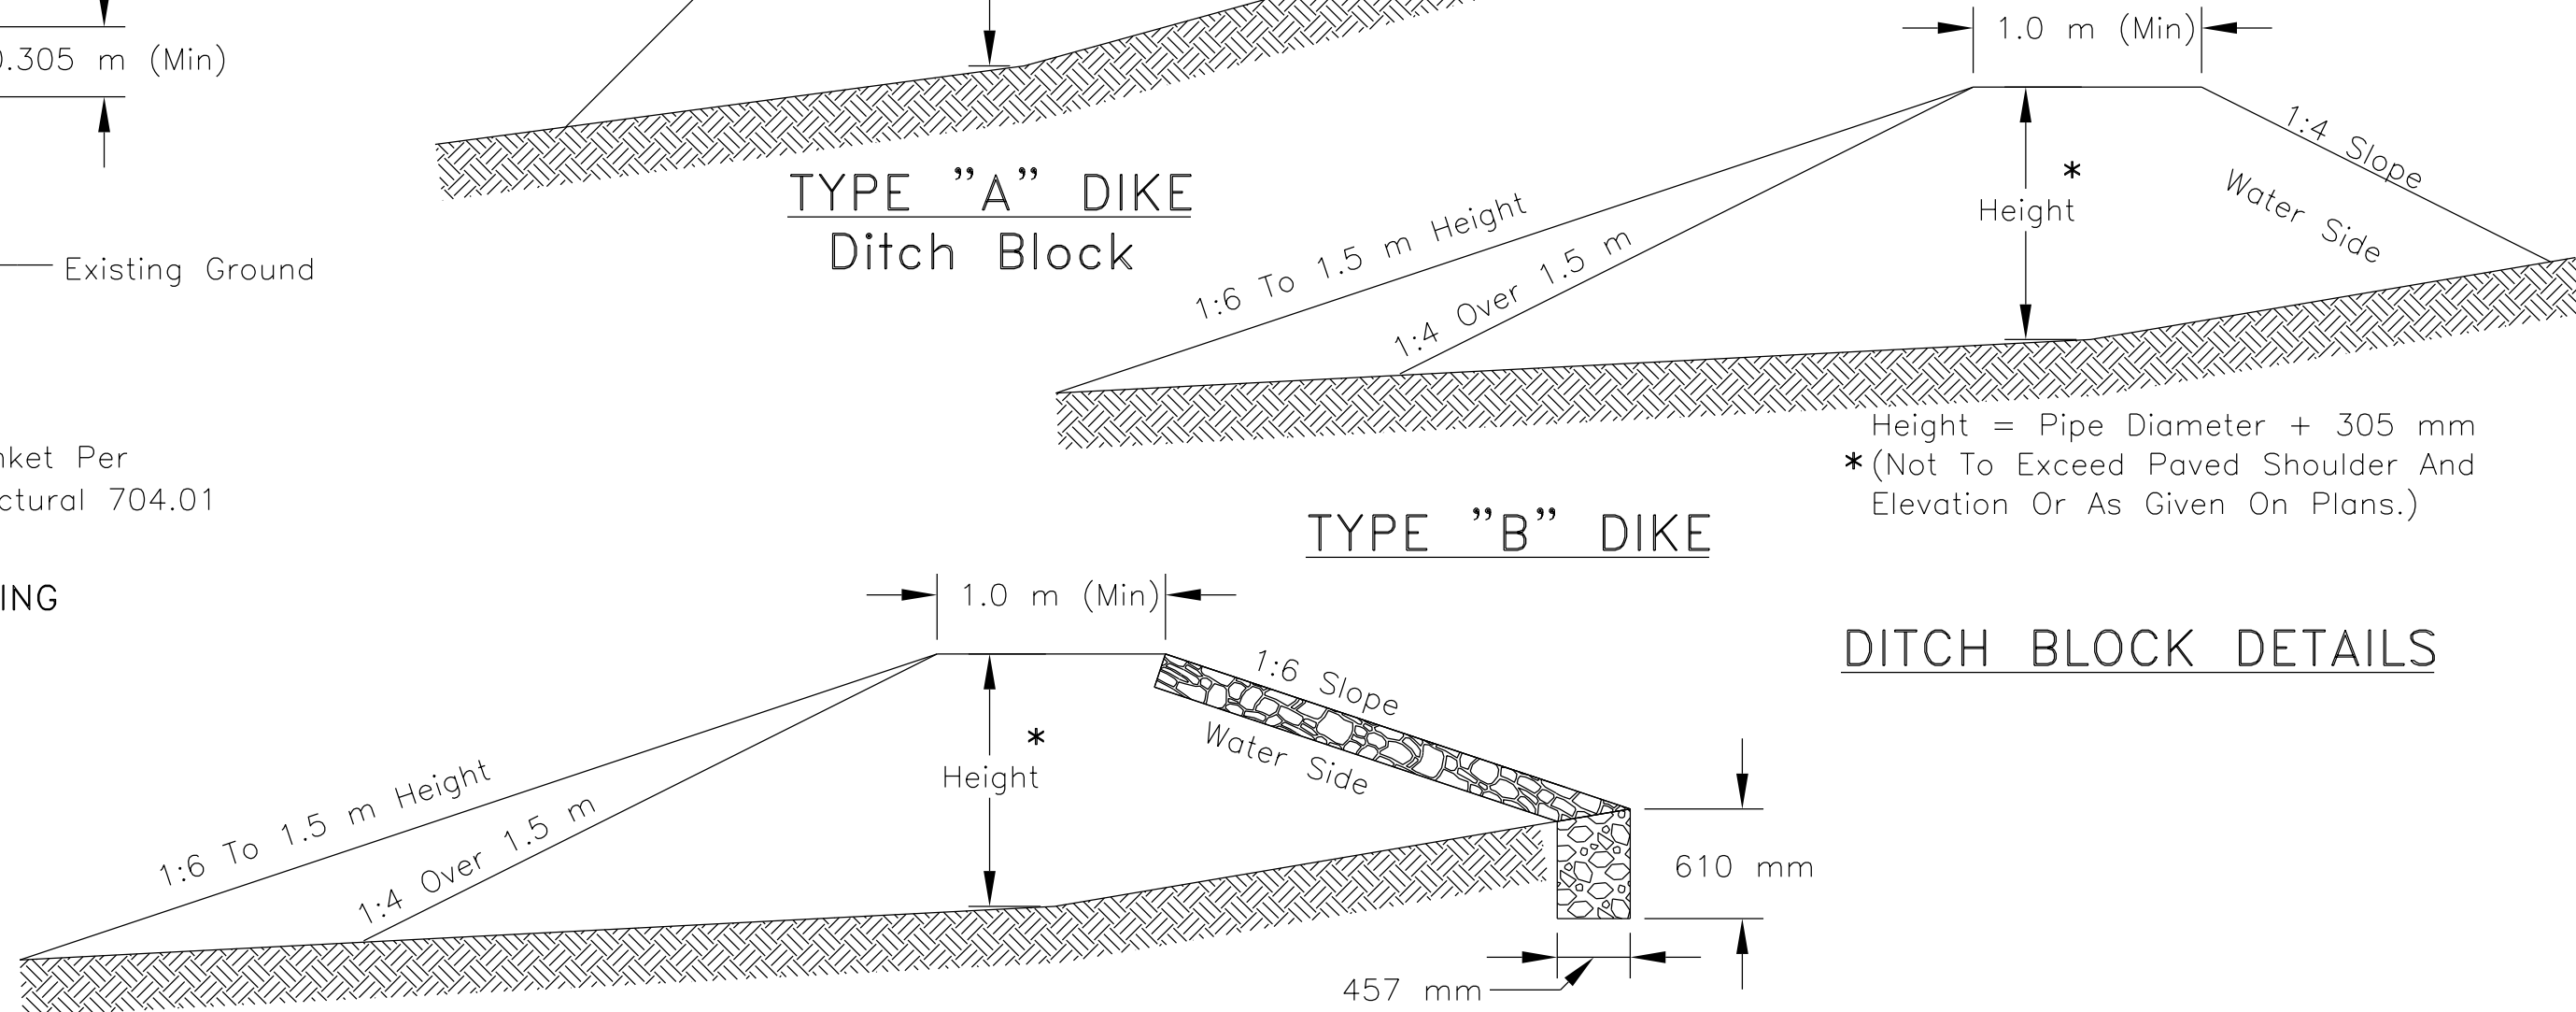 0.305 m (Min)
Existing Ground
Per
704.01
TYPE "A" DIKE
Ditch Block
1.0 m (Min)
1:4 Slope
Water Side
*
Height
1:6 To 1.5 m Height
1:4 Over 1.5 m
Height = Pipe Diameter + 305 mm
*(Not To Exceed Paved Shoulder And
Elevation Or As Given On Plans.)
TYPE "B" DIKE
DITCH BLOCK DETAILS
1.0 m (Min)
1:6 Slope
Water Side
*
Height
1:6 To 1.5 m Height
1:4 Over 1.5 m
610 mm
457 mm